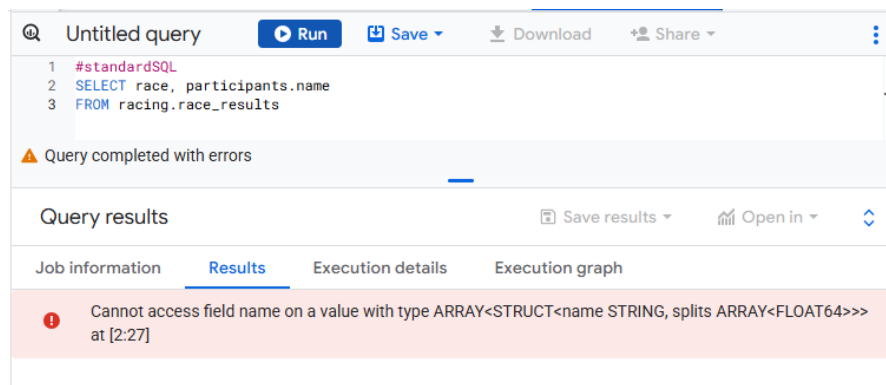 Untitled query Run Save Download Share
1 #standardSQL
2 SELECT race, participants.name
3 FROM racing.race_results
Query completed with errors
Query results Save results Open in
Job information Results Execution details Execution graph
Cannot access field name on a value with type ARRAY<STRUCT<name STRING, splits ARRAY<FLOAT64>>>
at [2:27]